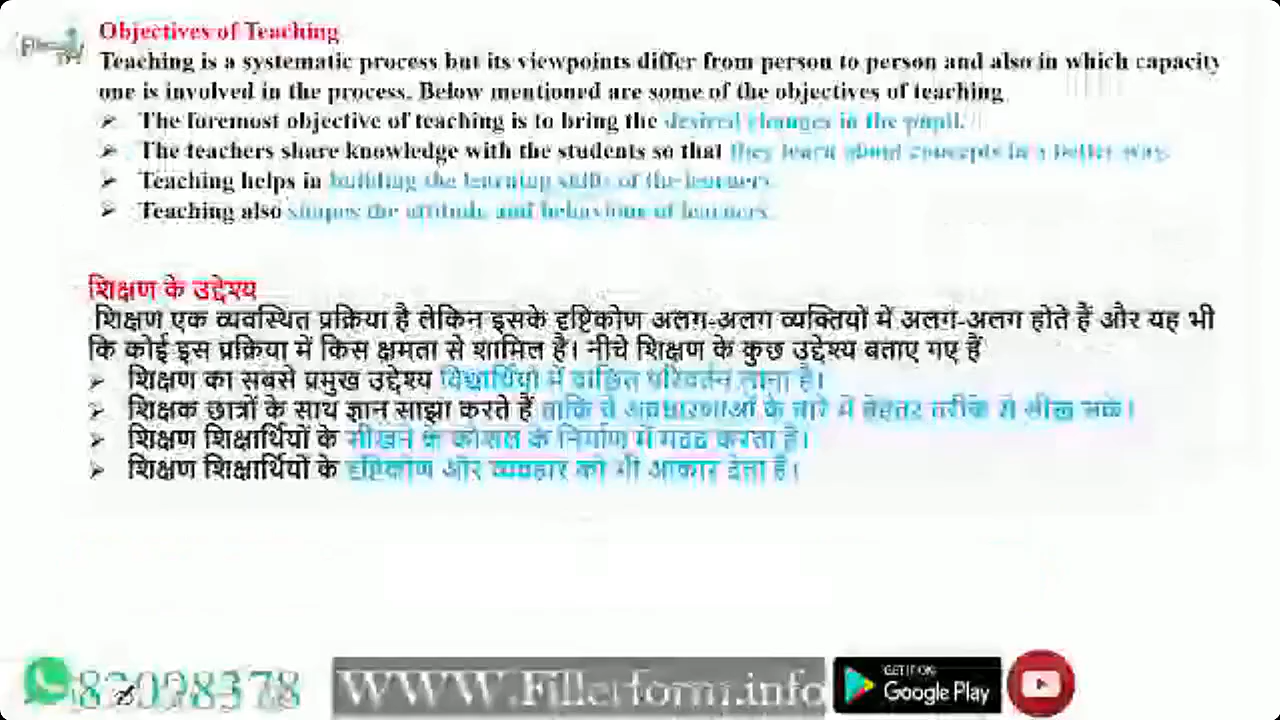 Objectives of Teaching
Teaching is a systematic process but its viewpoints differ from person to person and also in which capacity
one is involved in the process. Below mentioned are some of the objectives of teaching
➢ The foremost objective of teaching is to bring the desired changes in the pupil.
➢ The teachers share knowledge with the students so that they learn about concepts in a better way.
➢ Teaching helps in building the learning skills of the learners.
➢ Teaching also shapes the attitude and behaviour of learners.
शिक्षण के उद्देश्य
शिक्षण एक व्यवस्थित प्रक्रिया है लेकिन इसके दृष्टिकोण अलग-अलग व्यक्तियों में अलग-अलग होते हैं और यह भी
कि कोई इस प्रक्रिया में किस क्षमता से शामिल है। नीचे शिक्षण के कुछ उद्देश्य बताए गए हैं
➢ शिक्षण का सबसे प्रमुख उद्देश्य विद्यार्थियों में वांछित परिवर्तन लाना है।
➢ शिक्षक छात्रों के साथ ज्ञान साझा करते हैं ताकि वे अवधारणाओं के बारे में बेहतर तरीके से सीख सकें।
➢ शिक्षण शिक्षार्थियों के सीखने के कौशल के निर्माण में मदद करता है।
➢ शिक्षण शिक्षार्थियों के दृष्टिकोण और व्यवहार को भी आकार देता है।
WWW.Fillerform.info
GET IT ON
Google Play